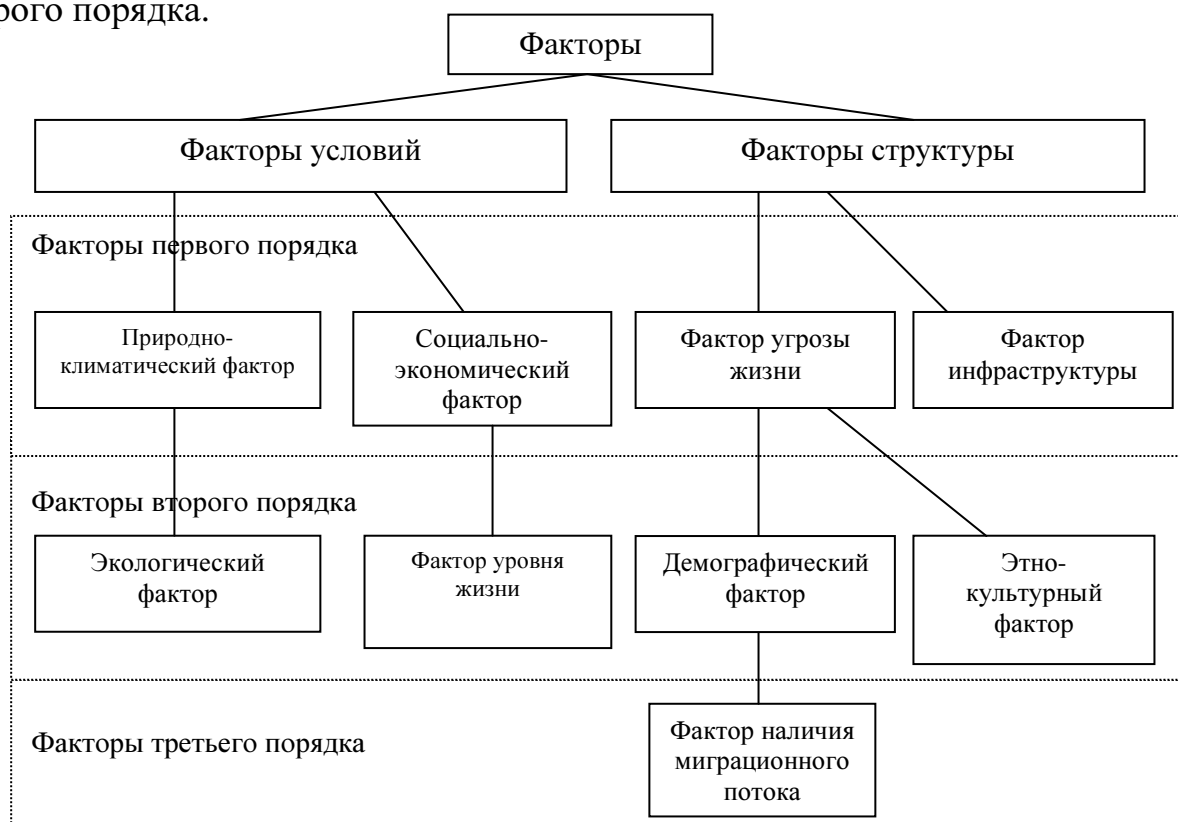 рого порядка.
Факторы
Факторы условий
Факторы структуры
Факторы первого порядка
Природно-
климатический фактор
Социально-
экономический
фактор
Фактор угрозы
жизни
Фактор
инфраструктуры
Факторы второго порядка
Экологический
фактор
Фактор уровня
жизни
Демографический
фактор
Этно-
культурный
фактор
Факторы третьего порядка
Фактор наличия
миграционного
потока